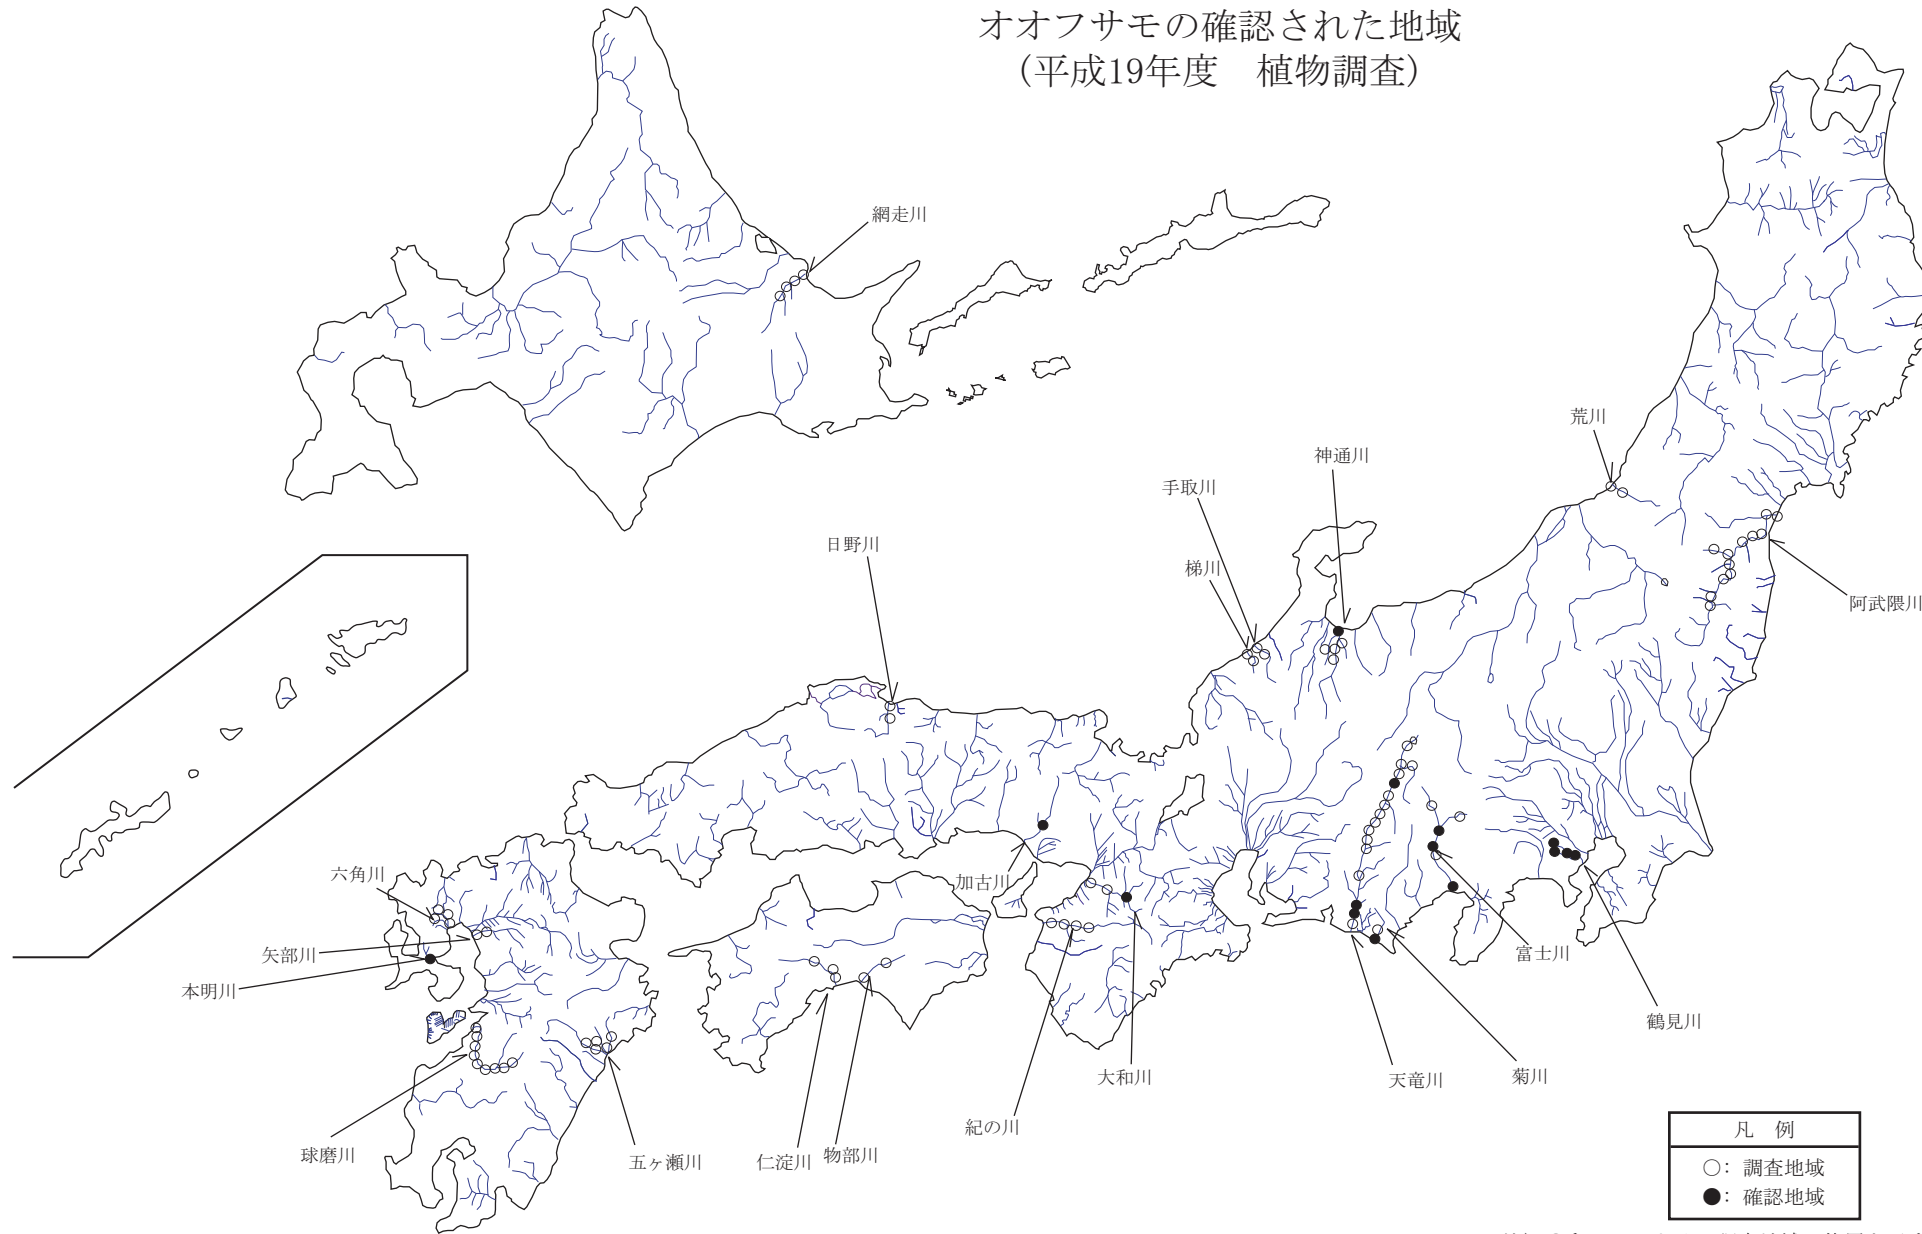 オオフサモの確認された地域
(平成19年度　植物調査)
網走川
荒川
神通川
手取川
日野川
梯川
阿武隈川
六角川
加古川
矢部川
富士川
本明川
鶴見川
大和川
天竜川
菊川
紀の川
球磨川
五ヶ瀬川
仁淀川
物部川
凡　例
○：調査地域
●：確認地域